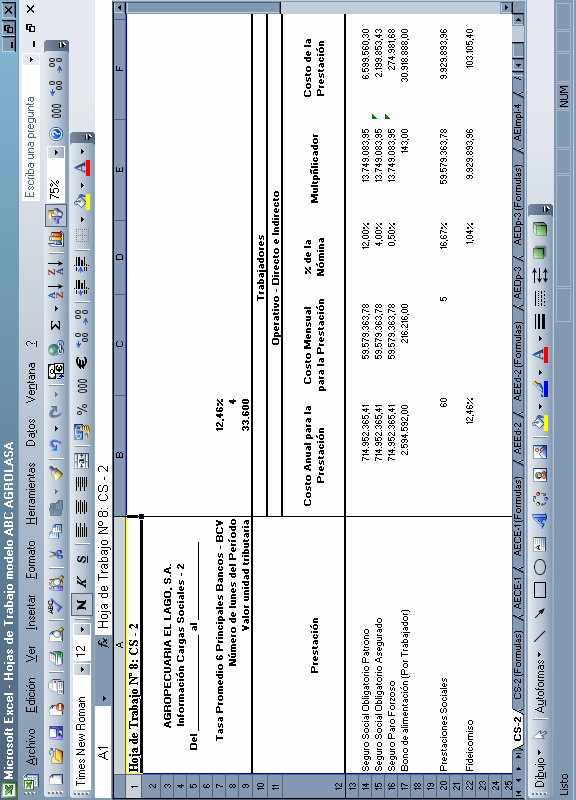 Microsoft Excel - Hojas de Trabajo modelo ABC AGROLASA
Archivo Edición Ver Insertar Formato Herramientas Datos Ventana ?
Escriba una pregunta
75%
Times New Roman 12 N K S % 000 €
A1 fx Hoja de Trabajo Nº 8: CS - 2
A B C D E F
1 Hoja de Trabajo Nº 8: CS - 2
2
3 AGROPECUARIA EL LAGO, S.A.
4 Información Cargas Sociales - 2
5 Del ____________ al ____________
6
7 Tasa Promedio 6 Principales Bancos - BCV 12,46%
8 Número de lunes del Período 4
9 Valor unidad tributaria 33.600
10 Trabajadores
11 Operativo - Directo e Indirecto
12 Prestación Costo Anual para la Prestación Costo Mensual para la Prestación % de la Nómina Multpñlicador Costo de la Prestación
13
14 Seguro Social Obligatorio Patrono 714.952.365,41 59.579.363,78 12,00% 13.749.083,95 6.599.560,30
15 Seguro Social Obligatorio Asegurado 714.952.365,41 59.579.363,78 4,00% 13.749.083,95 2.199.853,43
16 Seguro Paro Forzoso 714.952.365,41 59.579.363,78 0,50% 13.749.083,95 274.981,68
17 Bono de alimentación (Por Trabajador) 2.594.592,00 216.216,00 143,00 30.918.888,00
20 Prestaciones Sociales 60 5 16,67% 59.579.363,78 9.929.893,96
21
22 Fideicomiso 12,46% 1,04% 9.929.893,96 103.105,40
23
24
25
CS-2 CS-2 (Formulas) AECE-1 AECE-1 (Formulas) AEEd-2 AEEd-2 (Formulas) AEDp-3 AEDp-3 (Formulas) AEImpl-4
Dibujo Autoformas
Listo NUM